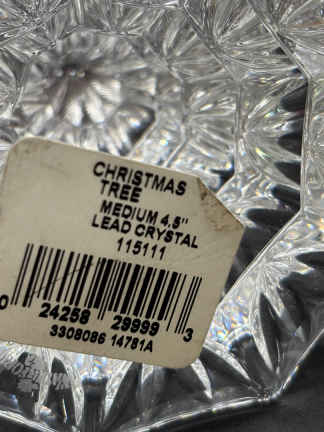 CHRISTMAS
TREE
MEDIUM 4,5"
LEAD CRYSTAL
115111
0 24258 29999 3
3308086 14781A